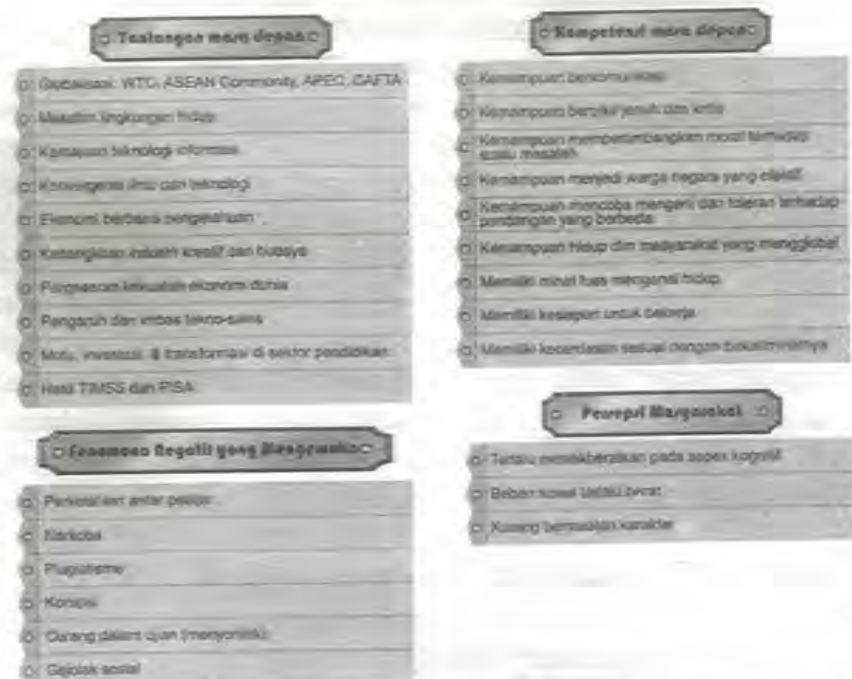 Tantangan masa depan
Globalisasi: WTO, ASEAN Community, APEC, CAFTA
Masalah lingkungan hidup
Kemajuan teknologi informasi
Konvergensi ilmu dan teknologi
Ekonomi berbasis pengetahuan
Kebangkitan industri kreatif dan budaya
Pergeseran kekuatan ekonomi dunia
Pengaruh dan imbas tekno-sains
Mutu, investasi, & transformasi di sektor pendidikan
Hasil TIMSS dan PISA
Fenomena Negatif yang Mengemuka
Perkelahian antar pelajar
Narkoba
Plagiatisme
Korupsi
Curang dalam ujian (menyontek)
Gejolak sosial
Kompetensi masa depan
Kemampuan berkomunikasi
Kemampuan berpikir jernih dan kritis
Kemampuan mempertimbangkan moral terhadap
suatu masalah
Kemampuan menjadi warga negara yang efektif
Kemampuan mencoba mengerti dan toleran terhadap
pandangan yang berbeda
Kemampuan hidup dlm masyarakat yang mengglobal
Memiliki minat luas mengenai hidup
Memiliki kesiapan untuk bekerja
Memiliki kecerdasan sesuai dengan bakat/minatnya
Persepsi Masyarakat
Terlalu menekberatkan pada aspek kognitif
Beban siswa terlalu berat
Kurang bermuatan karakter